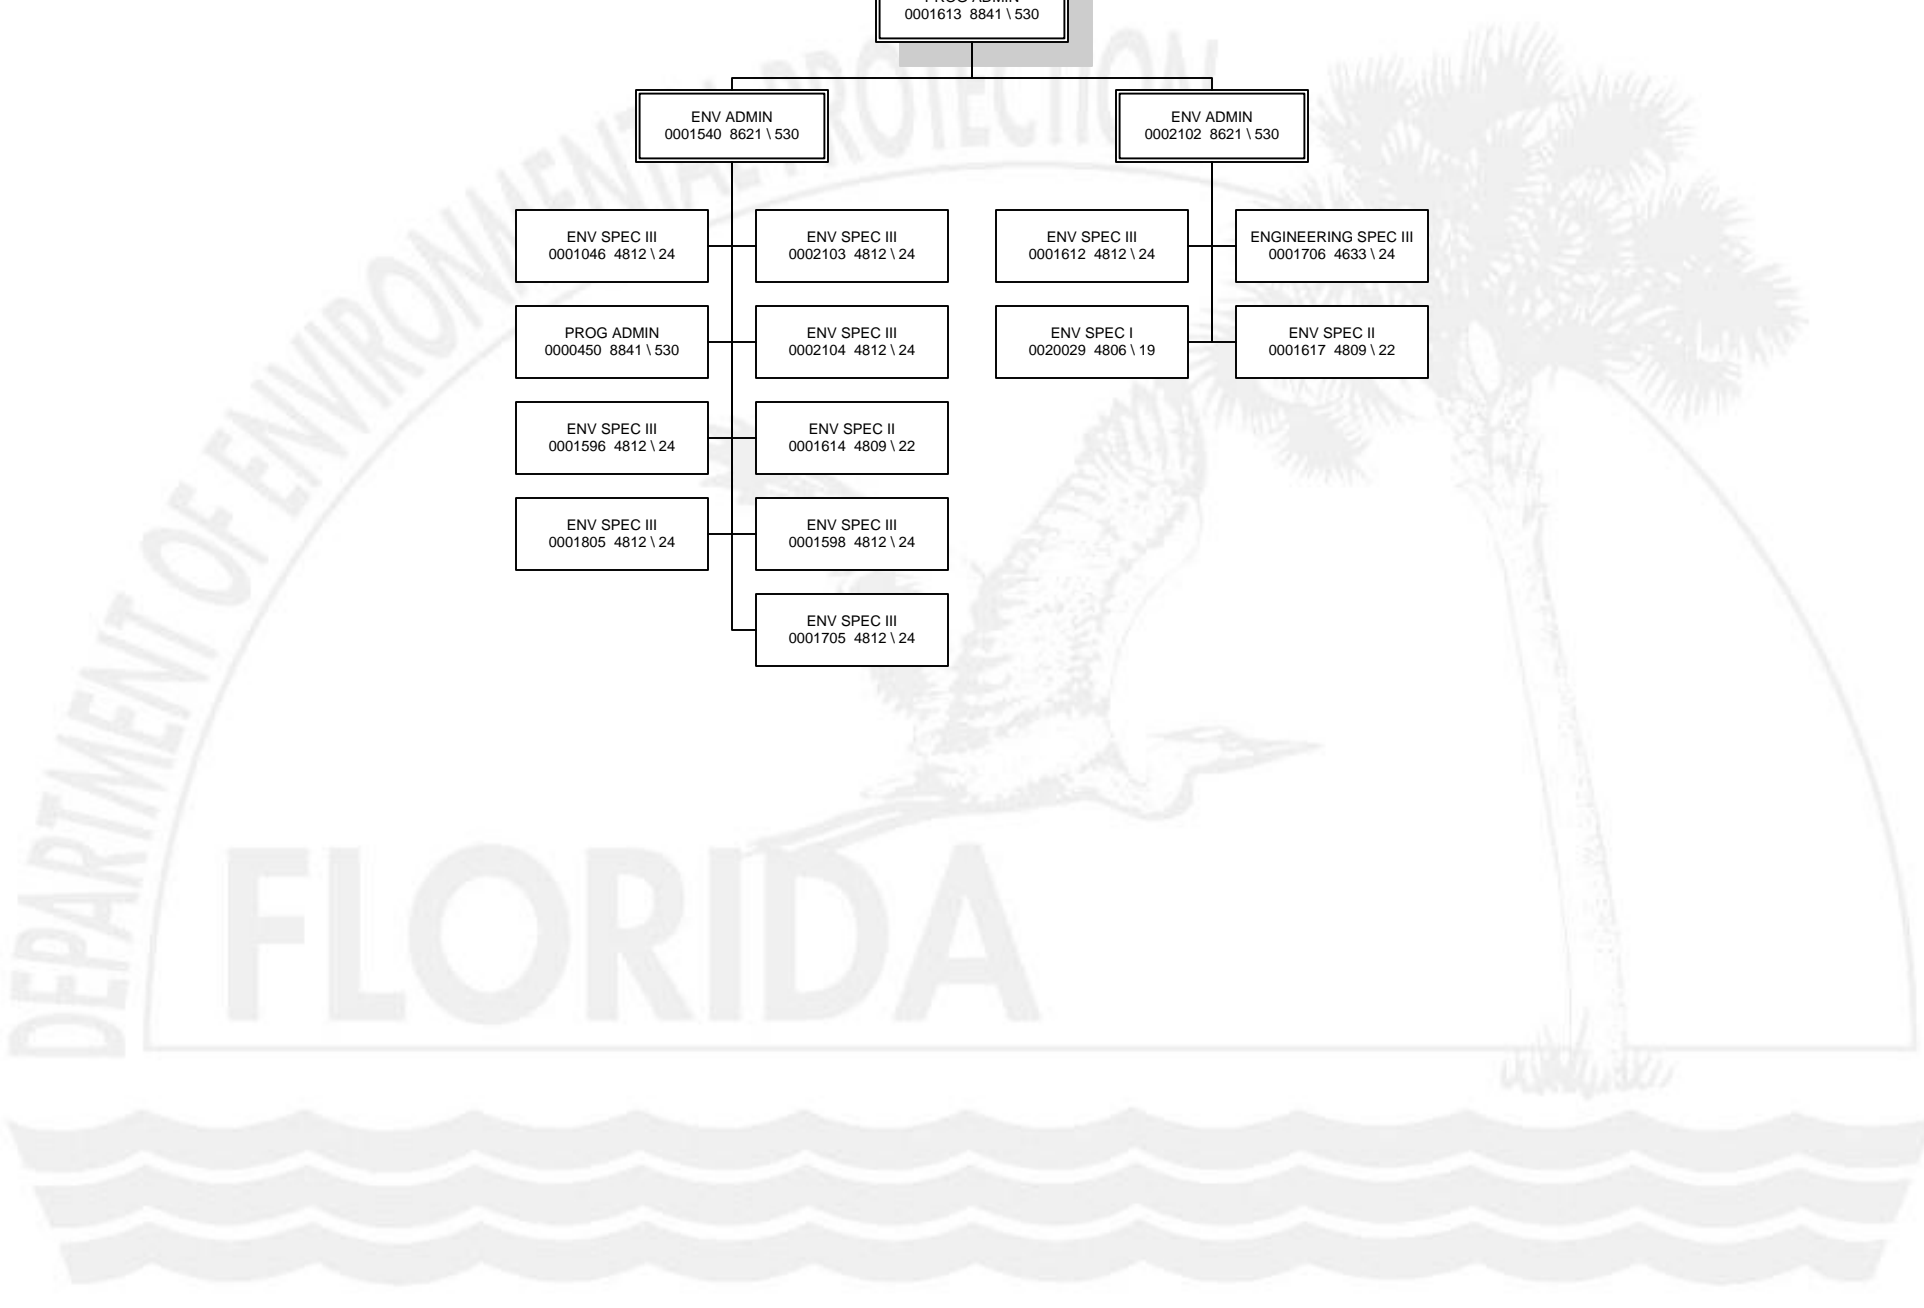 PROG ADMIN
0001613 8841 \ 530
ENV ADMIN
0001540 8621 \ 530
ENV ADMIN
0002102 8621 \ 530
ENV SPEC III
0001046 4812 \ 24
ENV SPEC III
0002103 4812 \ 24
ENV SPEC III
0001612 4812 \ 24
ENGINEERING SPEC III
0001706 4633 \ 24
PROG ADMIN
0000450 8841 \ 530
ENV SPEC III
0002104 4812 \ 24
ENV SPEC I
0020029 4806 \ 19
ENV SPEC II
0001617 4809 \ 22
ENV SPEC III
0001596 4812 \ 24
ENV SPEC II
0001614 4809 \ 22
ENV SPEC III
0001805 4812 \ 24
ENV SPEC III
0001598 4812 \ 24
ENV SPEC III
0001705 4812 \ 24
DEPARTMENT OF ENVIRONMENTAL PROTECTION
FLORIDA